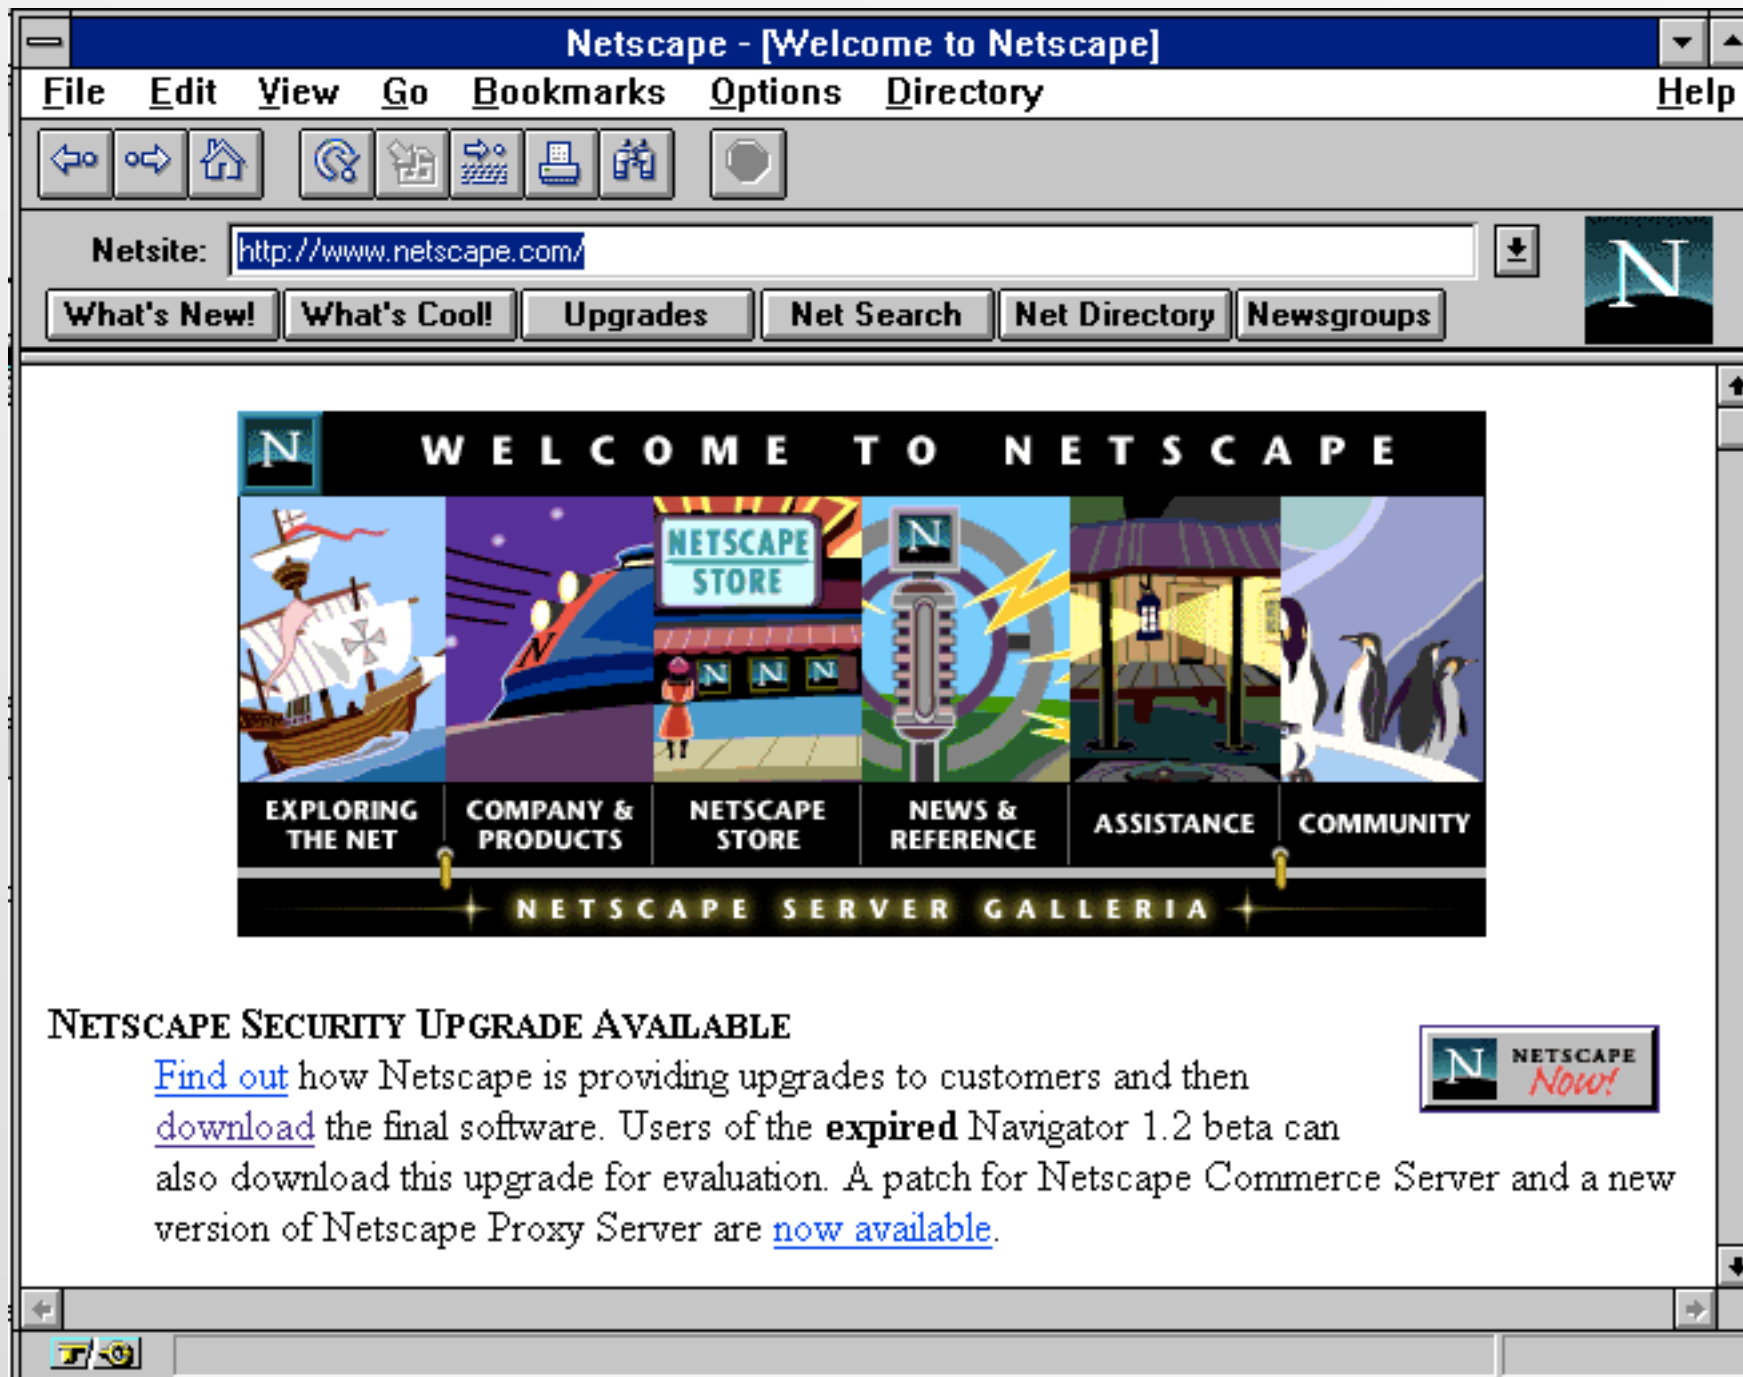 Netscape - [Welcome to Netscape]
File Edit View Go Bookmarks Options Directory Help
Netsite: http://www.netscape.com/
N
What's New! What's Cool! Upgrades Net Search Net Directory Newsgroups
N WELCOME TO NETSCAPE
NETSCAPE
STORE
N
N
N N N
EXPLORING
THE NET
COMPANY &
PRODUCTS
NETSCAPE
STORE
NEWS &
REFERENCE
ASSISTANCE
COMMUNITY
NETSCAPE SERVER GALLERIA
NETSCAPE SECURITY UPGRADE AVAILABLE
Find out how Netscape is providing upgrades to customers and then
download the final software. Users of the expired Navigator 1.2 beta can
also download this upgrade for evaluation. A patch for Netscape Commerce Server and a new
version of Netscape Proxy Server are now available.
N NETSCAPE
Now!